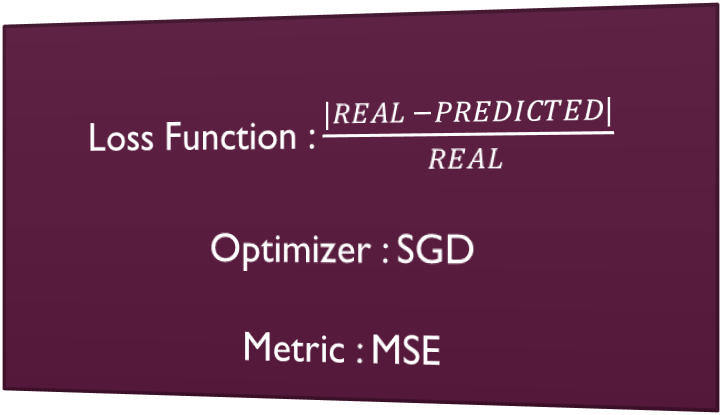 Loss Function : |REAL −PREDICTED|
REAL
Optimizer : SGD
Metric : MSE